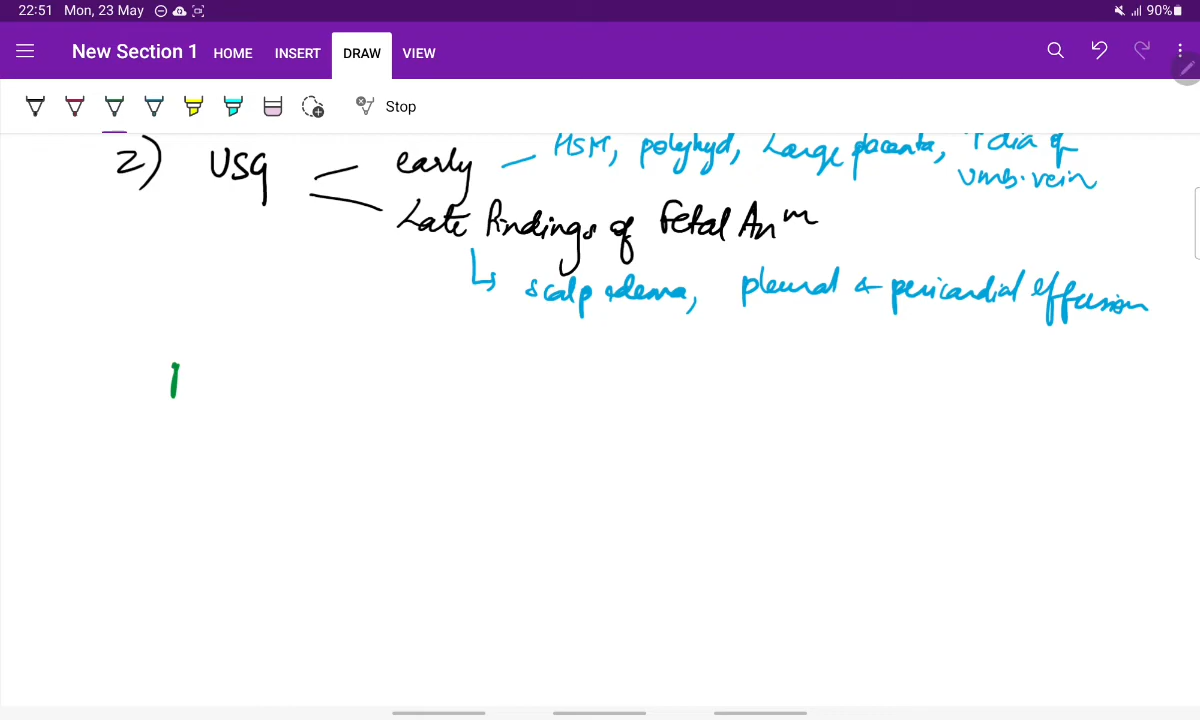 22:51 Mon, 23 May 90%
New Section 1 HOME INSERT DRAW VIEW
Stop
HSM, polyhyd, Large placenta, ↑ dia of
2) USG early umb. vein
Late findings of Fetal Anm
↳ scalp edema, pleural & pericardial effusion